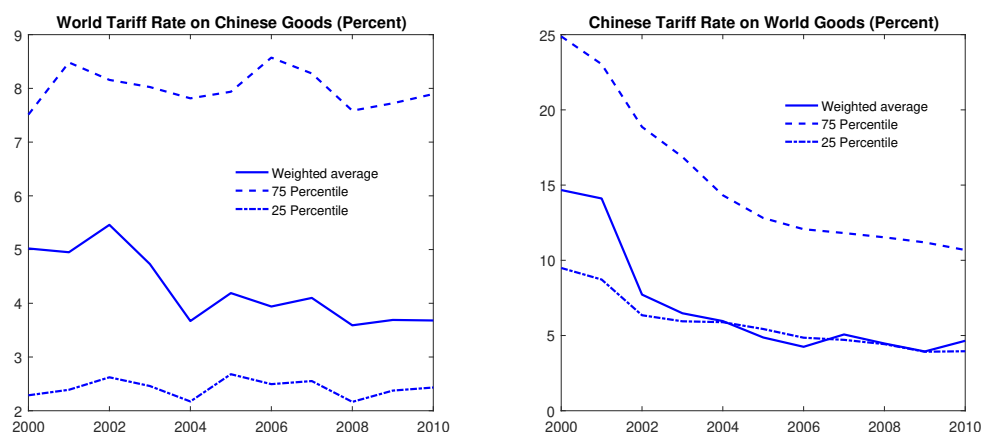 World Tariff Rate on Chinese Goods (Percent)
9
8
7
6
5
4
3
2
2000 2002 2004 2006 2008 2010
Weighted average
75 Percentile
25 Percentile
Chinese Tariff Rate on World Goods (Percent)
25
20
15
10
5
0
2000 2002 2004 2006 2008 2010
Weighted average
75 Percentile
25 Percentile